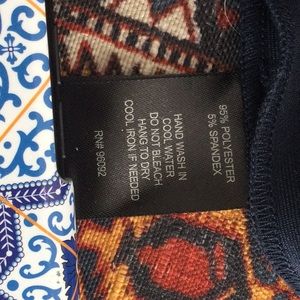 95% POLYESTER
5% SPANDEX
HAND WASH IN
COOL WATER
DO NOT BLEACH
HANG TO DRY
COOL IRON IF NEEDED
RN# 96092